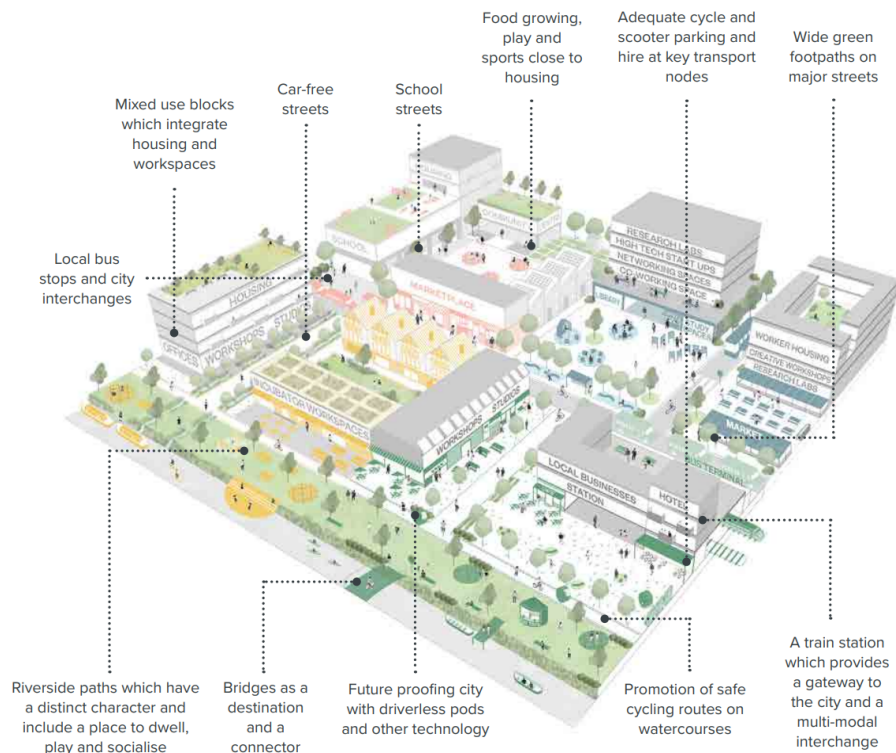 Food growing,
play and
sports close to
housing
Adequate cycle and
scooter parking and
hire at key transport
nodes
Wide green
footpaths on
major streets
Car-free
streets
School
streets
Mixed use blocks
which integrate
housing and
workspaces
Local bus
stops and city
interchanges
HOUSING
OFFICES WORKSHOPS STUDIOS
SCHOOL
MARKETPLACE
RESEARCH LABS
HIGH TECH START UPS
NETWORKING SPACES
CO-WORKING SPACE
WORKER HOUSING
CREATIVE WORKSHOPS
RESEARCH LABS
INCUBATOR WORKSPACES
WORKSHOPS STUDIOS
LOCAL BUSINESSES
STATION
TERMINAL
Riverside paths which have
a distinct character and
include a place to dwell,
play and socialise
Bridges as a
destination
and a
connector
Future proofing city
with driverless pods
and other technology
Promotion of safe
cycling routes on
watercourses
A train station
which provides
a gateway to
the city and a
multi-modal
interchange